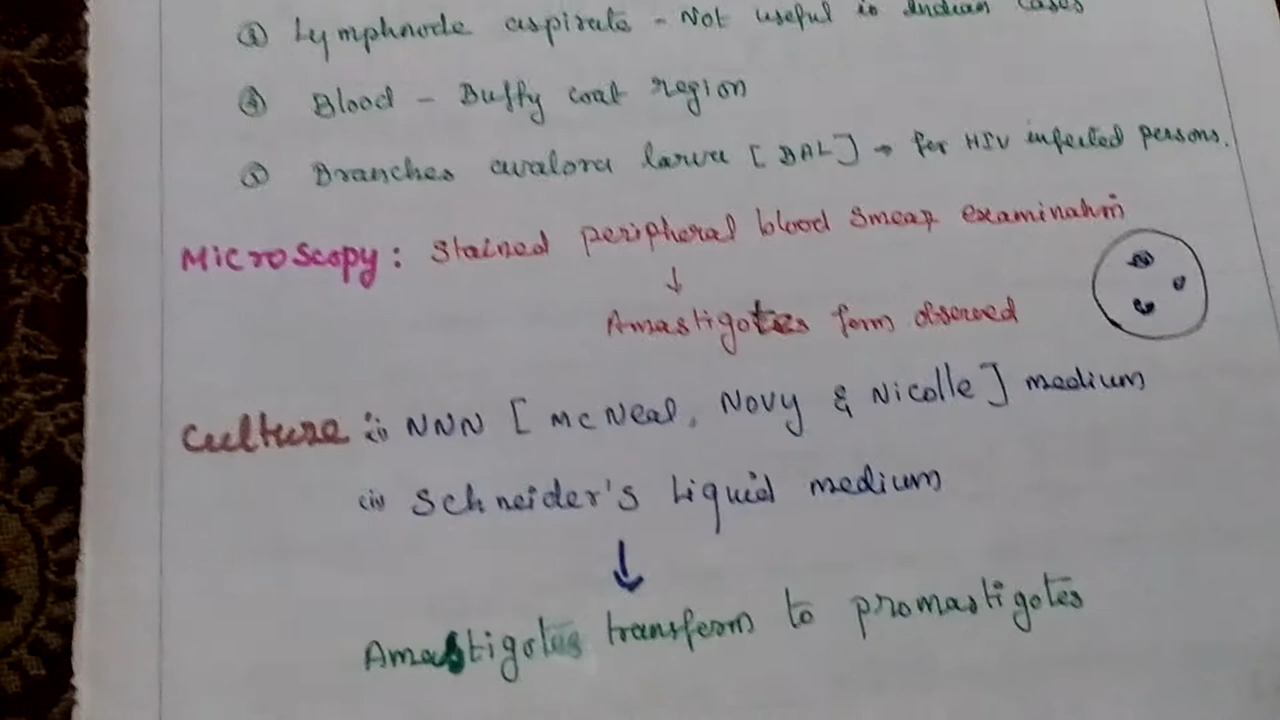 Lymphnode aspirate - Not useful in Indian cases
Blood - Buffy coat region
Branches avalora larva [BAL] → for HIV infected persons.
Microscopy: Stained peripheral blood smear examination
↓
Amastigotes form observed
Culture: (i) NNN [McNeal, Novy & Nicolle] medium
(ii) Schneider's Liquid medium
↓
Amastigotes transform to promastigotes